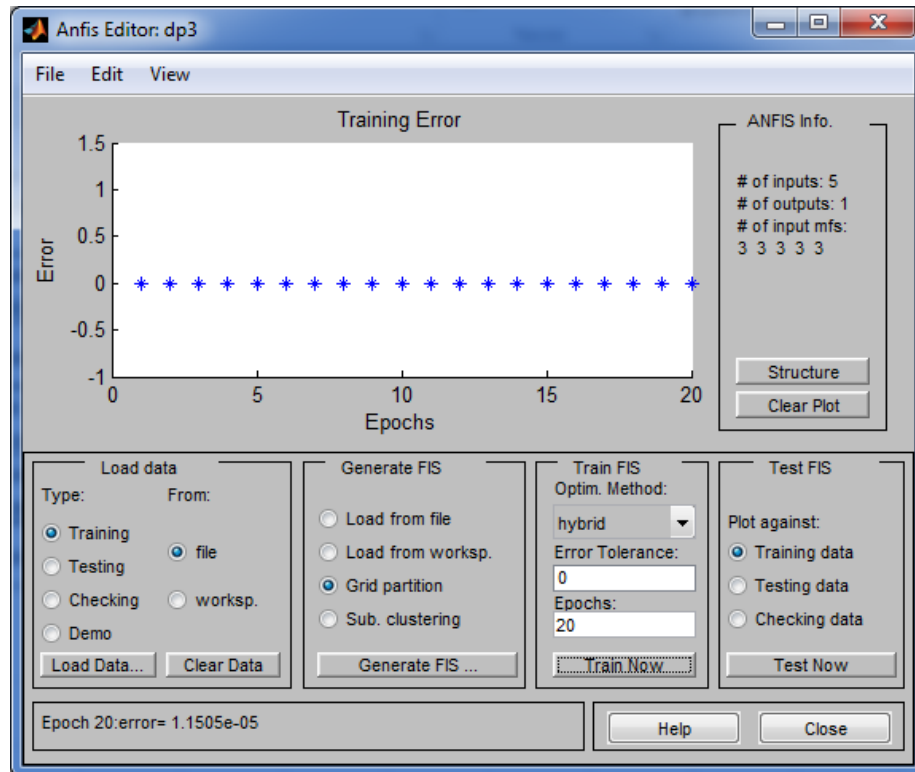 Anfis Editor: dp3
File Edit View
Training Error
1.5
1
0.5
0
-0.5
-1
Error
0 5 10 15 20
Epochs
ANFIS Info.
# of inputs: 5
# of outputs: 1
# of input mfs:
3 3 3 3 3
Structure
Clear Plot
Load data
Type: From:
Training
file
Testing
Checking
worksp.
Demo
Load Data... Clear Data
Generate FIS
Load from file
Load from worksp.
Grid partition
Sub. clustering
Generate FIS ...
Train FIS
Optim. Method:
hybrid
Error Tolerance:
0
Epochs:
20
Train Now
Test FIS
Plot against:
Training data
Testing data
Checking data
Test Now
Epoch 20:error= 1.1505e-05
Help Close